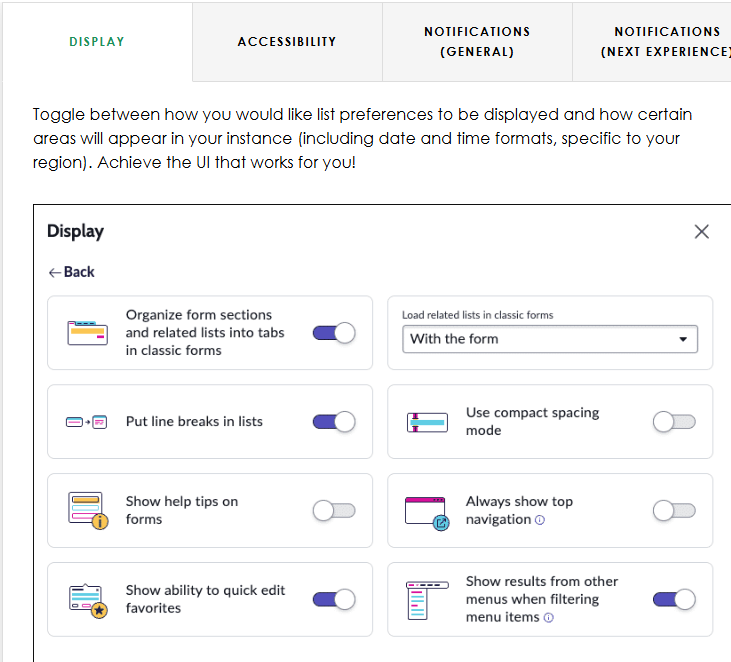 DISPLAY
ACCESSIBILITY
NOTIFICATIONS
(GENERAL)
NOTIFICATIONS
(NEXT EXPERIENCE)
Toggle between how you would like list preferences to be displayed and how certain
areas will appear in your instance (including date and time formats, specific to your
region). Achieve the UI that works for you!
Display
←Back
Organize form sections
and related lists into tabs
in classic forms
Load related lists in classic forms
With the form
Put line breaks in lists
Use compact spacing
mode
Show help tips on
forms
Always show top
navigation
Show ability to quick edit
favorites
Show results from other
menus when filtering
menu items